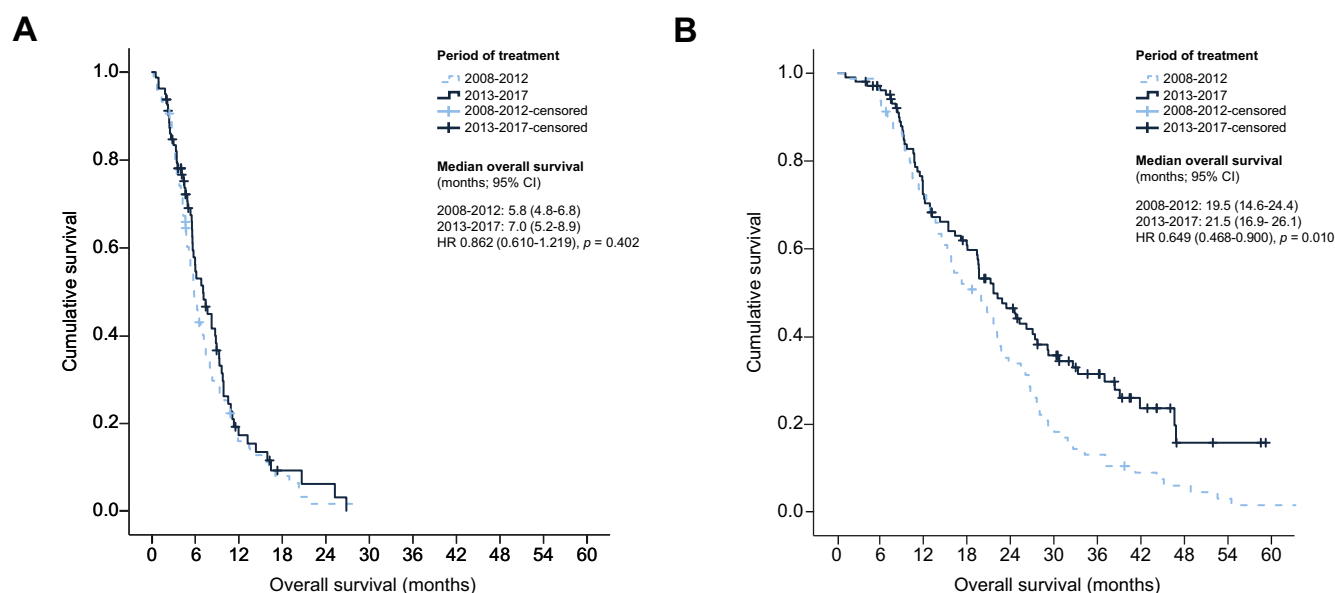 A
Period of treatment
2008-2012
2013-2017
2008-2012-censored
2013-2017-censored
Median overall survival
(months; 95% CI)
2008-2012: 5.8 (4.8-6.8)
2013-2017: 7.0 (5.2-8.9)
HR 0.862 (0.610-1.219), p = 0.402
Cumulative survival
1.0
0.8
0.6
0.4
0.2
0.0
0 6 12 18 24 30 36 42 48 54 60
Overall survival (months)
B
Period of treatment
2008-2012
2013-2017
2008-2012-censored
2013-2017-censored
Median overall survival
(months; 95% CI)
2008-2012: 19.5 (14.6-24.4)
2013-2017: 21.5 (16.9- 26.1)
HR 0.649 (0.468-0.900), p = 0.010
Cumulative survival
1.0
0.8
0.6
0.4
0.2
0.0
0 6 12 18 24 30 36 42 48 54 60
Overall survival (months)